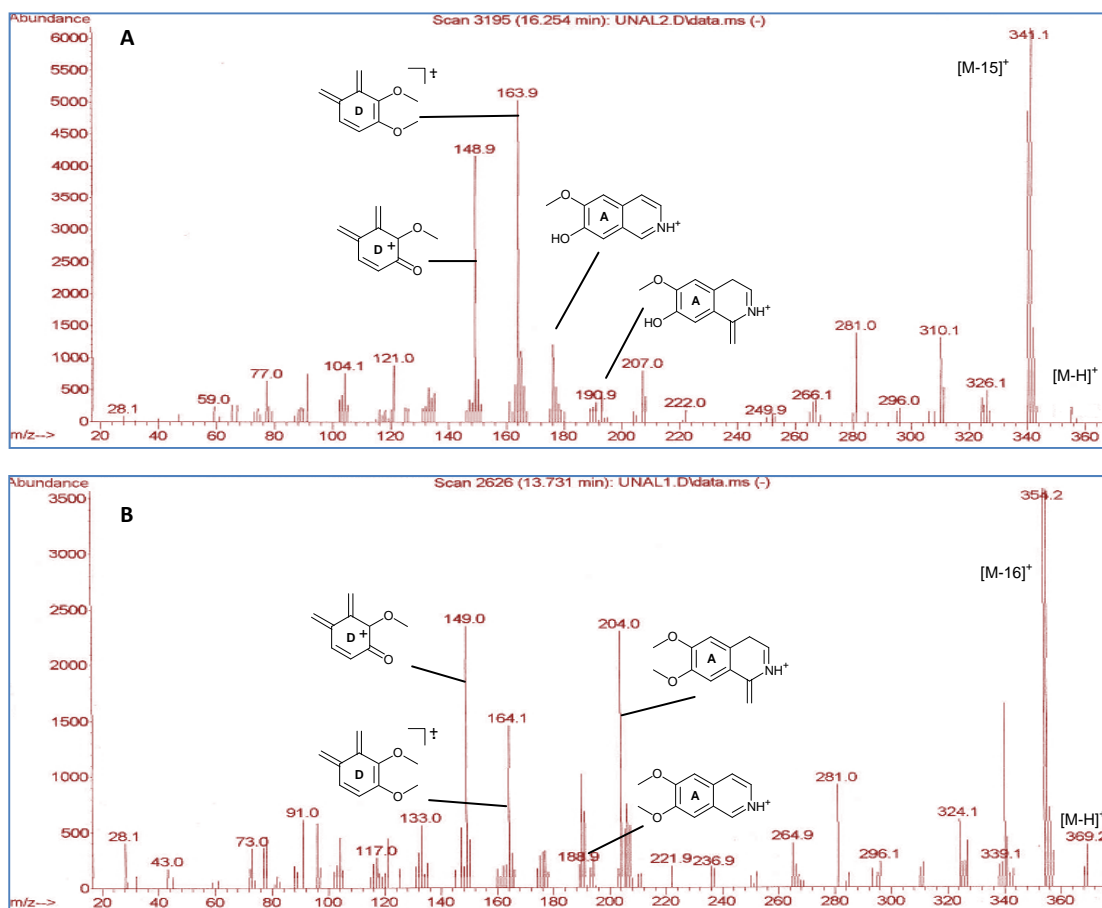 Abundance
Scan 3195 (16.254 min): UNAL2.D\data.ms (-)
A
6000
5500
5000
4500
4000
3500
3000
2500
2000
1500
1000
500
0
341.1
[M-15]⁺
163.9
148.9
D
O
O
D
+
O
O
O
HO
A
NH⁺
O
HO
A
NH⁺
281.0
310.1
[M-H]⁺
28.1
59.0
77.0
104.1
121.0
190.9
207.0
222.0
249.9
266.1
296.0
326.1
m/z-->
20 40 60 80 100 120 140 160 180 200 220 240 260 280 300 320 340 360
Abundance
Scan 2626 (13.731 min): UNAL1.D\data.ms (-)
B
3500
3000
2500
2000
1500
1000
500
0
354.2
[M-16]⁺
149.0
204.0
164.1
D
+
O
O
D
O
O
O
O
A
NH⁺
O
O
A
NH⁺
281.0
[M-H]⁺
369.2
28.1
43.0
73.0
91.0
117.0
133.0
188.9
221.9
236.9
264.9
296.1
324.1
339.1
m/z-->
20 40 60 80 100 120 140 160 180 200 220 240 260 280 300 320 340 360